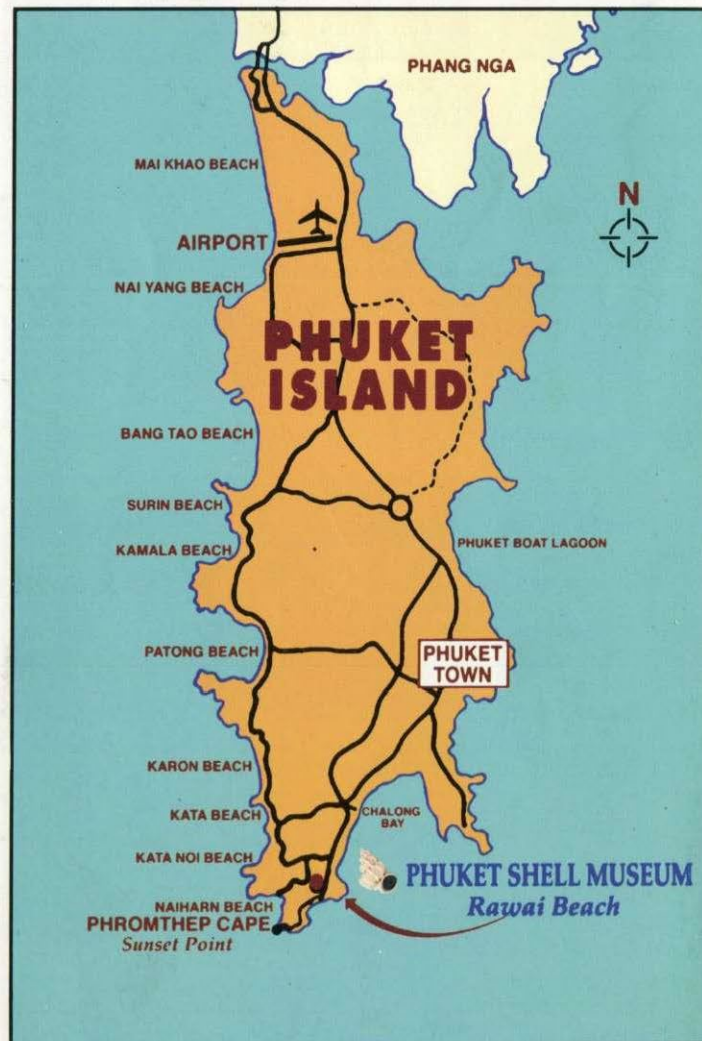 PHANG NGA
MAI KHAO BEACH
N
AIRPORT
NAI YANG BEACH
PHUKET
ISLAND
BANG TAO BEACH
SURIN BEACH
KAMALA BEACH
PHUKET BOAT LAGOON
PATONG BEACH
PHUKET
TOWN
KARON BEACH
KATA BEACH
CHALONG
BAY
KATA NOI BEACH
PHUKET SHELL MUSEUM
Rawai Beach
NAIHARN BEACH
PHROMTHEP CAPE
Sunset Point